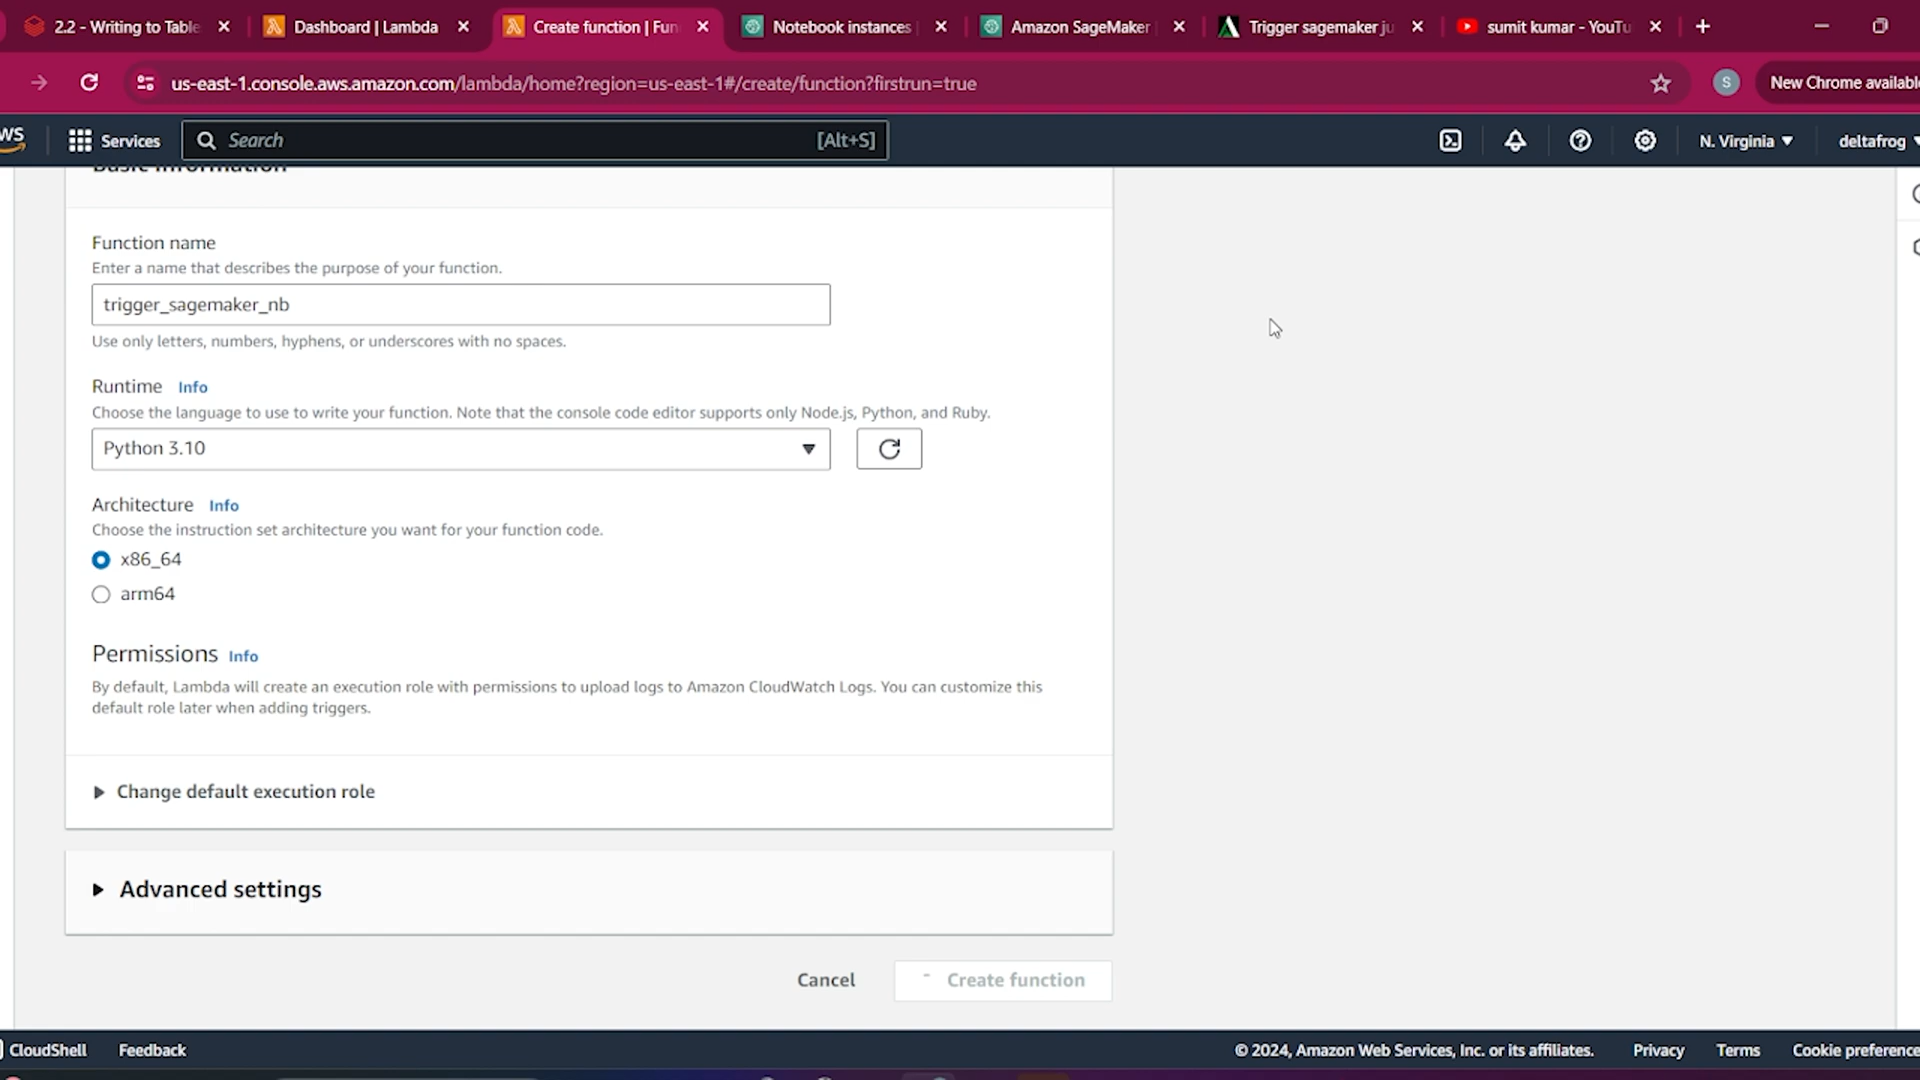 2.2 - Writing to Table
Dashboard | Lambda
Create function | Fun
Notebook instances
Amazon SageMaker
Trigger sagemaker ju
sumit kumar - YouTu
us-east-1.console.aws.amazon.com/lambda/home?region=us-east-1#/create/function?firstrun=true
S
New Chrome available
Services
Search
[Alt+S]
N. Virginia
deltafrog
Basic information
Function name
Enter a name that describes the purpose of your function.
trigger_sagemaker_nb
Use only letters, numbers, hyphens, or underscores with no spaces.
Runtime Info
Choose the language to use to write your function. Note that the console code editor supports only Node.js, Python, and Ruby.
Python 3.10
Architecture Info
Choose the instruction set architecture you want for your function code.
x86_64
arm64
Permissions Info
By default, Lambda will create an execution role with permissions to upload logs to Amazon CloudWatch Logs. You can customize this
default role later when adding triggers.
Change default execution role
Advanced settings
Cancel
Create function
CloudShell
Feedback
© 2024, Amazon Web Services, Inc. or its affiliates.
Privacy
Terms
Cookie preference